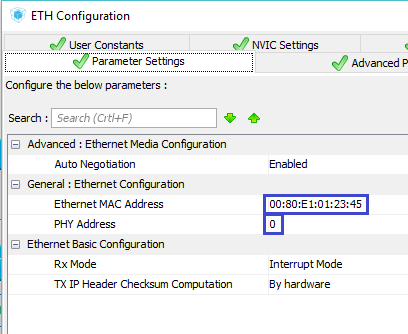 ETH Configuration
User Constants
NVIC Settings
Parameter Settings
Advanced P
Configure the below parameters :
Search : Search (Crtl+F)
Advanced : Ethernet Media Configuration
Auto Negotiation Enabled
General : Ethernet Configuration
Ethernet MAC Address 00:80:E1:01:23:45
PHY Address 0
Ethernet Basic Configuration
Rx Mode Interrupt Mode
TX IP Header Checksum Computation By hardware